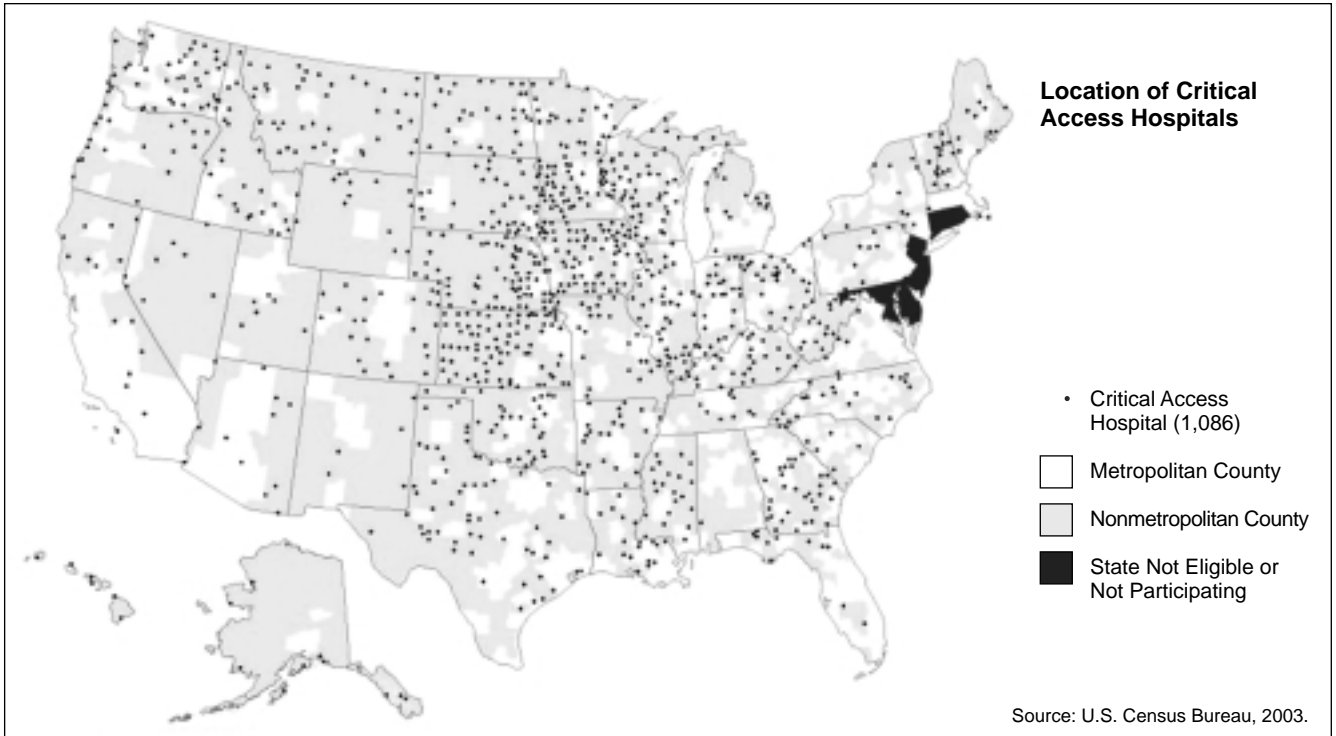 Location of Critical
Access Hospitals
Critical Access
Hospital (1,086)
Metropolitan County
Nonmetropolitan County
State Not Eligible or
Not Participating
Source: U.S. Census Bureau, 2003.